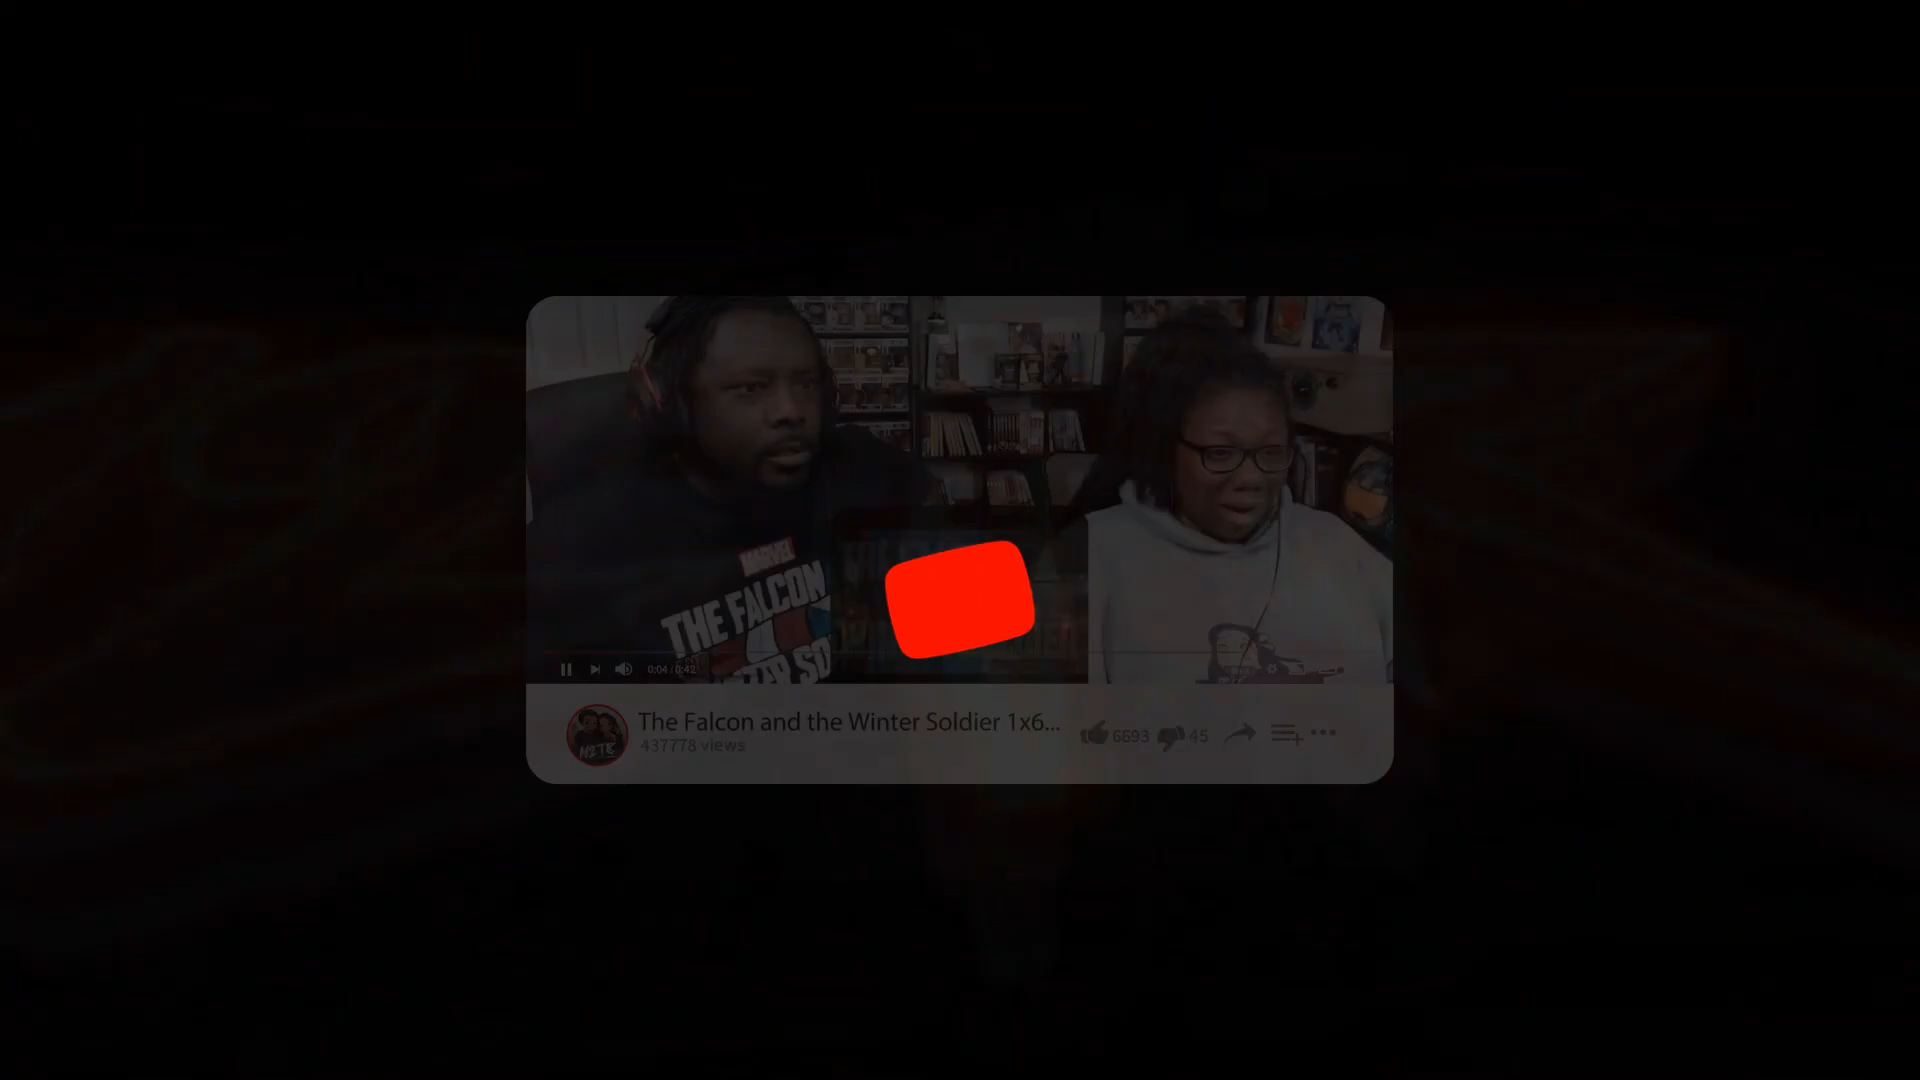 MARVEL
THE FALCON
0:04 / 0:42
The Falcon and the Winter Soldier 1x6...
437778 views
6693
45